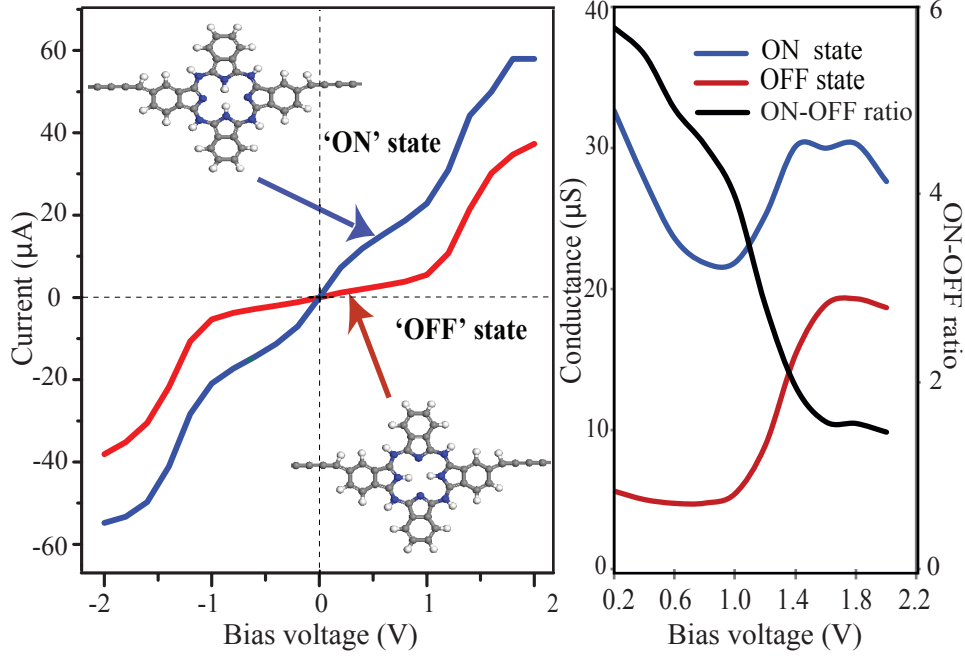 60
40
20
0
-20
-40
-60
Current (µA)
-2
-1
0
1
2
Bias voltage (V)
‘ON’ state
‘OFF’ state
40
30
20
10
0
Conductance (µS)
0.2
0.6
1.0
1.4
1.8
2.2
Bias voltage (V)
6
4
2
0
ON-OFF ratio
ON state
OFF state
ON-OFF ratio